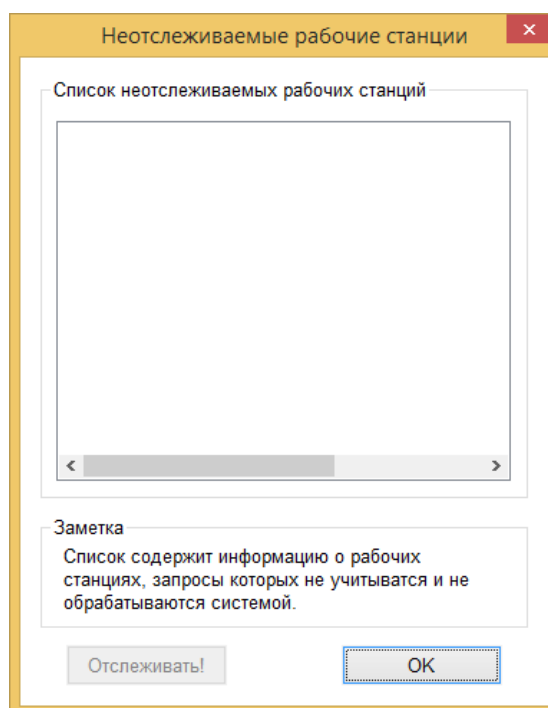 Неотслеживаемые рабочие станции
Список неотслеживаемых рабочих станций
Заметка
Список содержит информацию о рабочих
станциях, запросы которых не учитыватся и не
обрабатываются системой.
Отслеживать!
OK